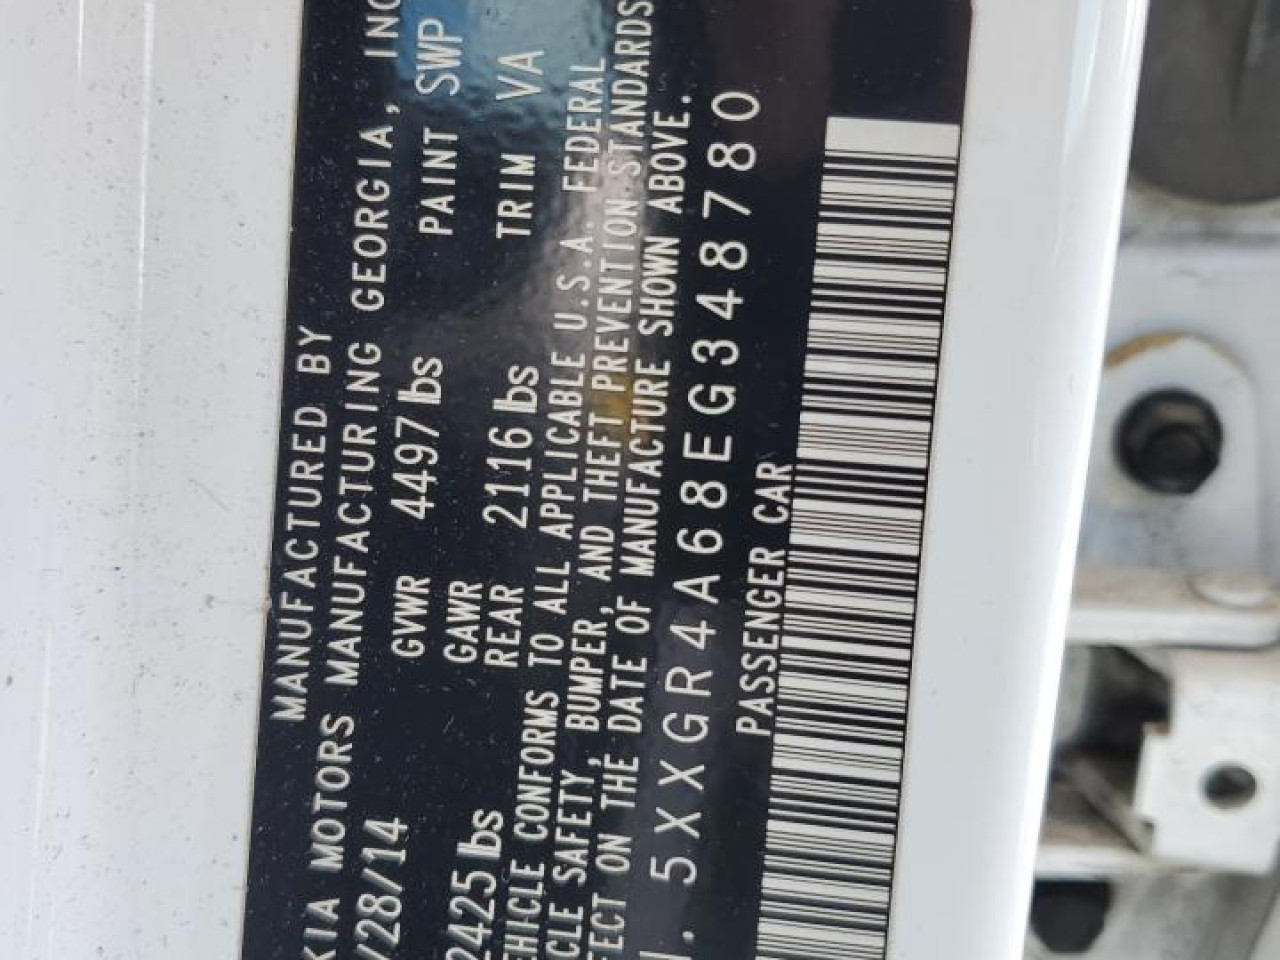 MANUFACTURED BY
KIA MOTORS MANUFACTURING GEORGIA, INC
/28/14 GVWR 4497 lbs PAINT SWP
2425 lbs GAWR REAR 2116 lbs TRIM VA
EHICLE CONFORMS TO ALL APPLICABLE U.S.A. FEDERAL
CLE SAFETY, BUMPER, AND THEFT PREVENTION STANDARDS
FECT ON THE DATE OF MANUFACTURE SHOWN ABOVE.
. 5XXGR4A68EG348780
PASSENGER CAR